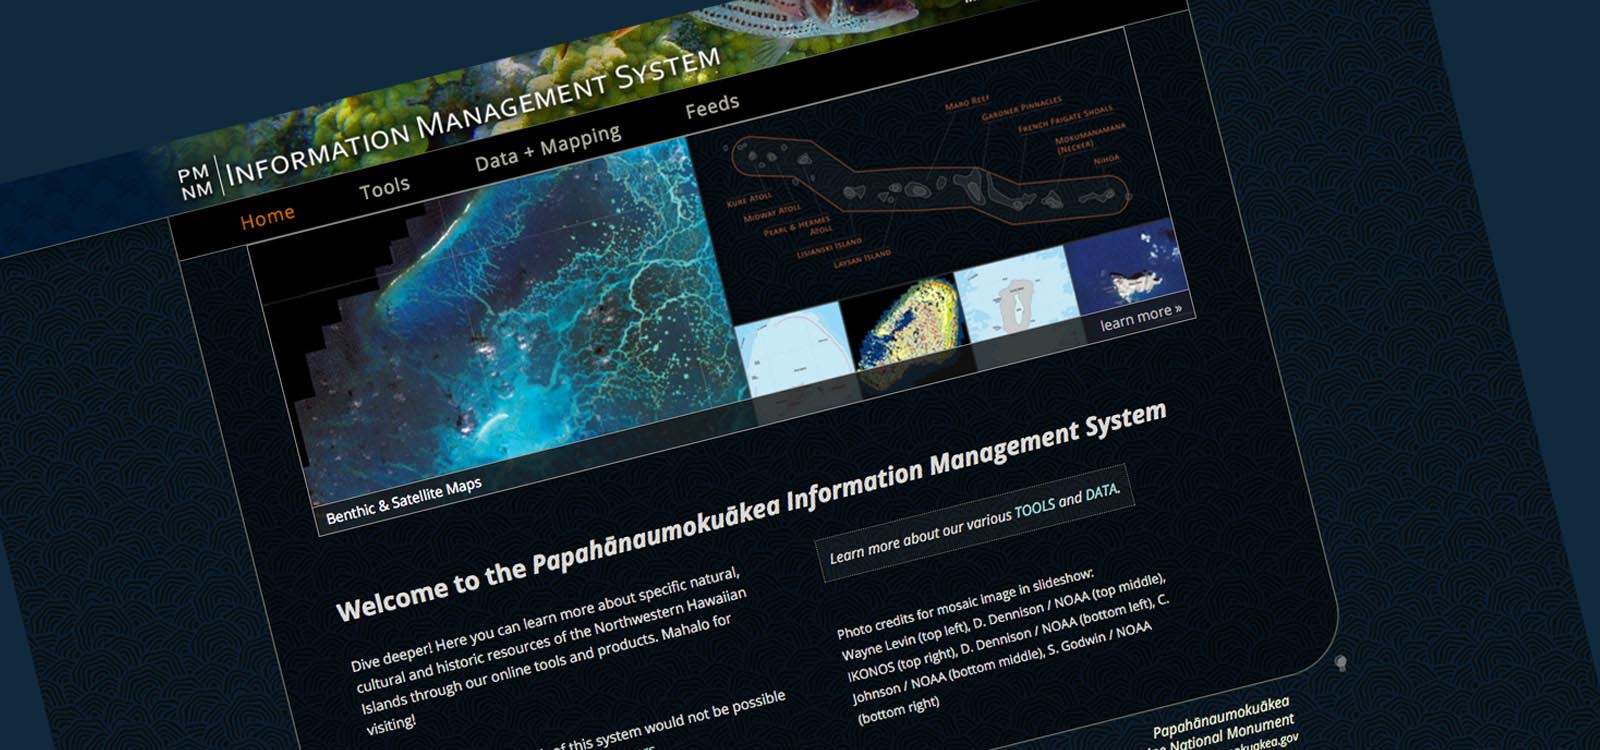 PM
NM
INFORMATION MANAGEMENT SYSTEM
Home
Tools
Data + Mapping
Feeds
MARO REEF
GARDNER PINNACLES
FRENCH FRIGATE SHOALS
MOKUMANAMANA
(NECKER)
NIHOA
KURE ATOLL
MIDWAY ATOLL
PEARL & HERMES
ATOLL
LISIANSKI ISLAND
LAYSAN ISLAND
learn more »
Benthic & Satellite Maps
Welcome to the Papahānaumokuākea Information Management System
Dive deeper! Here you can learn more about specific natural,
cultural and historic resources of the Northwestern Hawaiian
Islands through our online tools and products. Mahalo for
visiting!
of this system would not be possible
Learn more about our various TOOLS and DATA.
Photo credits for mosaic image in slideshow:
Wayne Levin (top left), D. Dennison / NOAA (top middle),
IKONOS (top right), D. Dennison / NOAA (bottom left), C.
Johnson / NOAA (bottom middle), S. Godwin / NOAA
(bottom right)
Papahānaumokuākea
National Monument